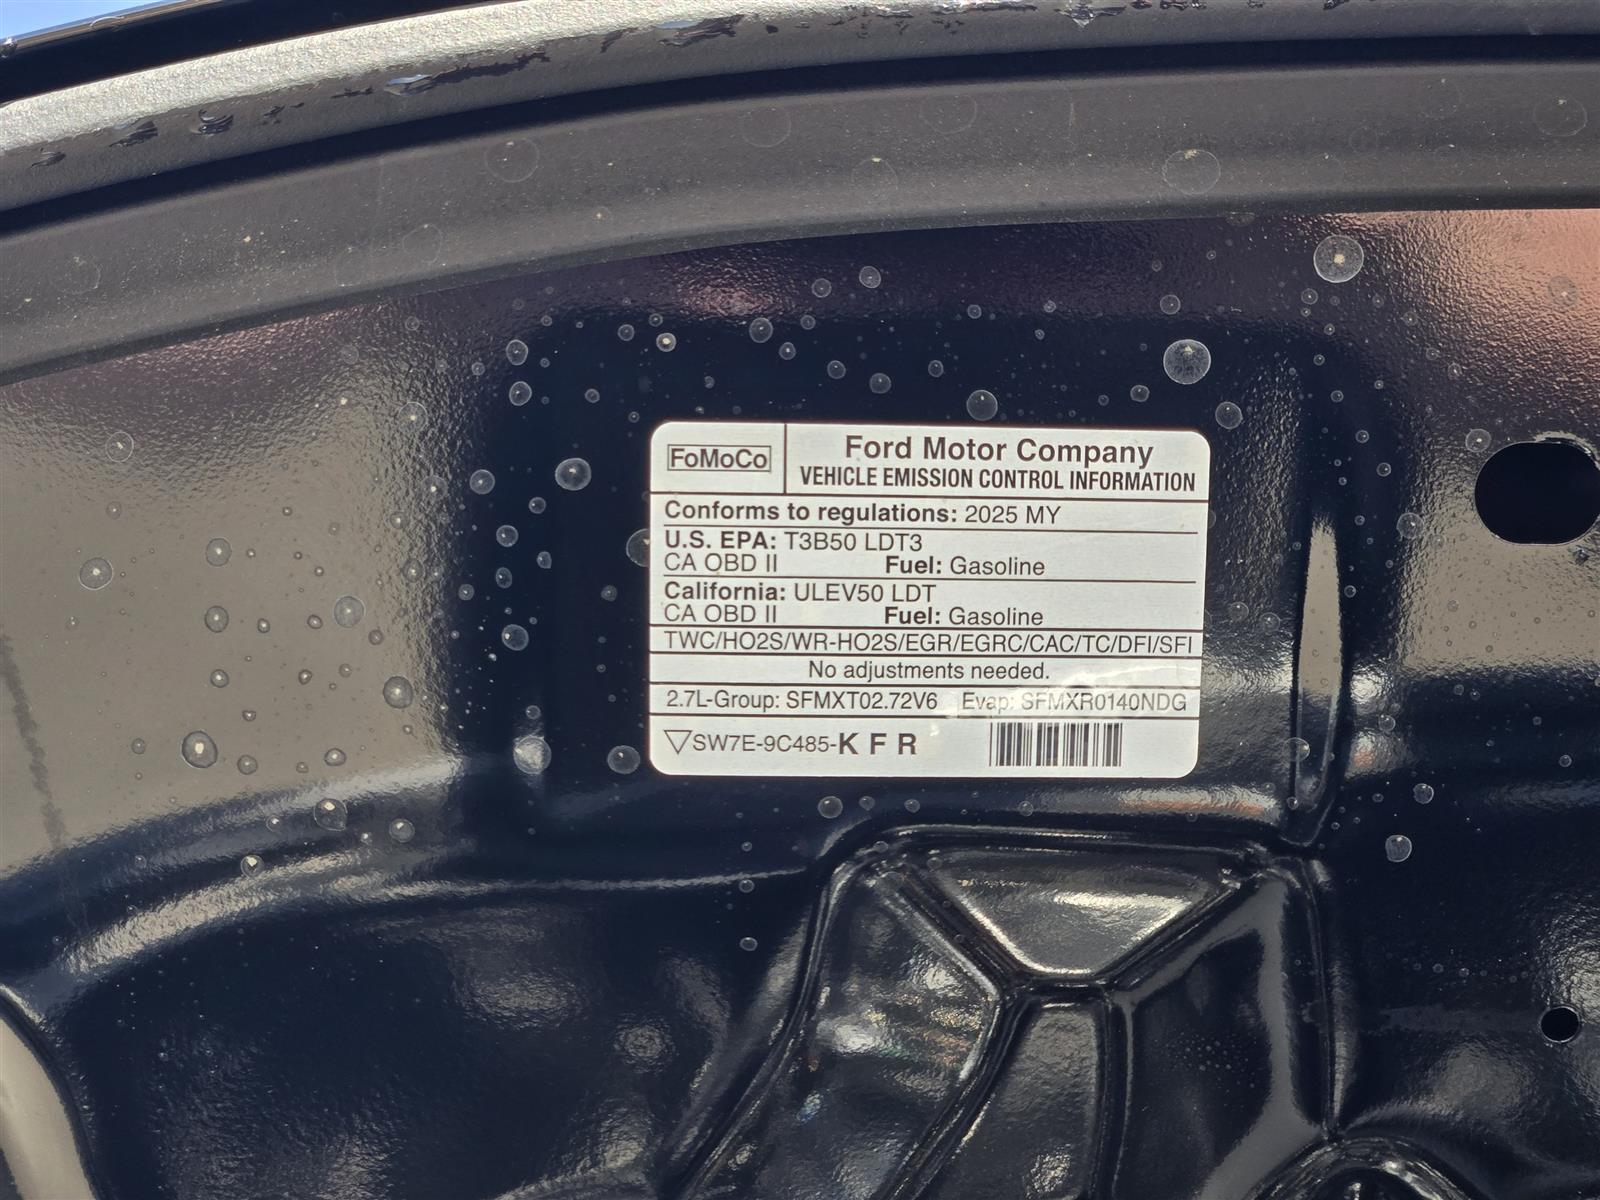 FoMoCo
Ford Motor Company
VEHICLE EMISSION CONTROL INFORMATION
Conforms to regulations: 2025 MY
U.S. EPA: T3B50 LDT3
CA OBD II Fuel: Gasoline
California: ULEV50 LDT
CA OBD II Fuel: Gasoline
TWC/HO2S/WR-HO2S/EGR/EGRC/CAC/TC/DFI/SFI
No adjustments needed.
2.7L-Group: SFMXT02.72V6 Evap: SFMXR0140NDG
SW7E-9C485-K F R